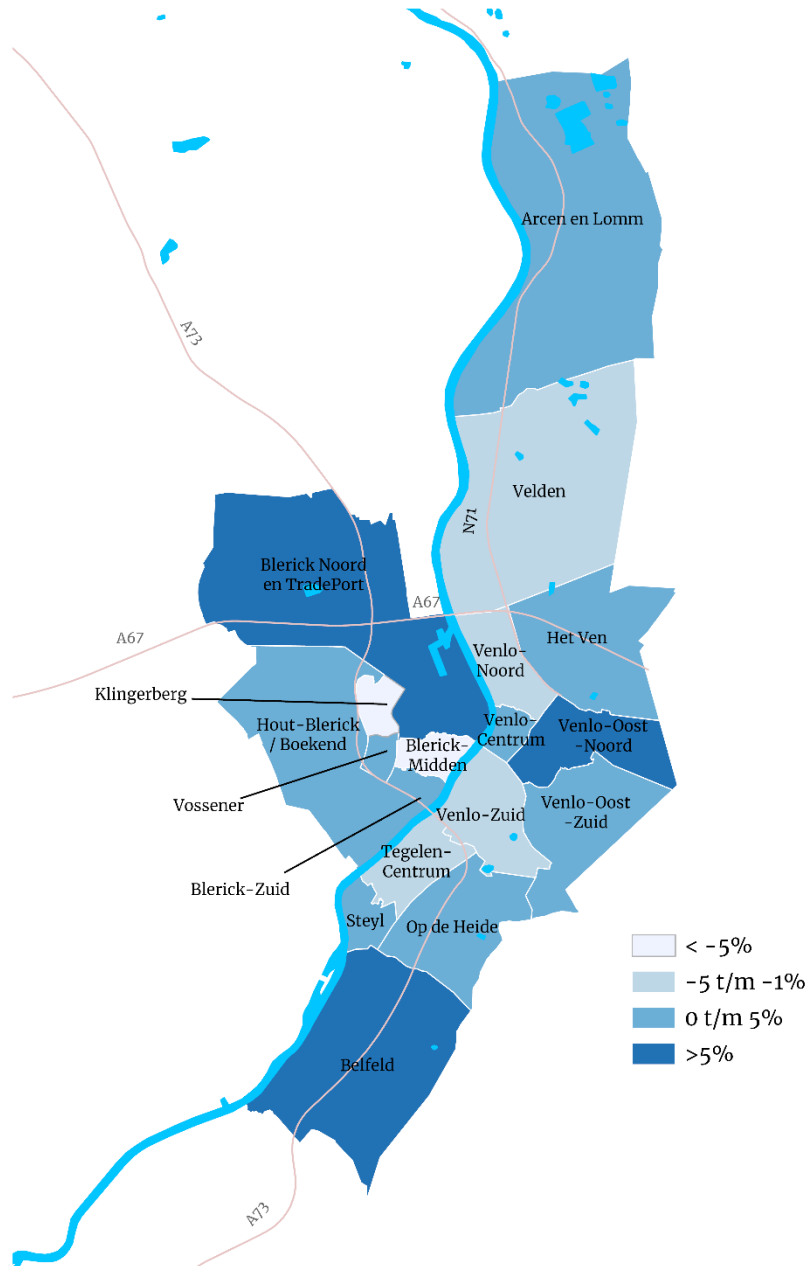 Arcen en Lomm
A73
Velden
N71
Blerick Noord
en TradePort
A67
A67
Het Ven
Venlo-
Noord
Klingerberg
Hout-Blerick
/ Boekend
Venlo-
Centrum
Venlo-Oost
-Noord
Blerick-
Midden
Vossener
Venlo-Zuid
Venlo-Oost
-Zuid
Tegelen-
Centrum
Blerick-Zuid
Steyl
Op de Heide
< -5%
-5 t/m -1%
0 t/m 5%
>5%
Belfeld
A73